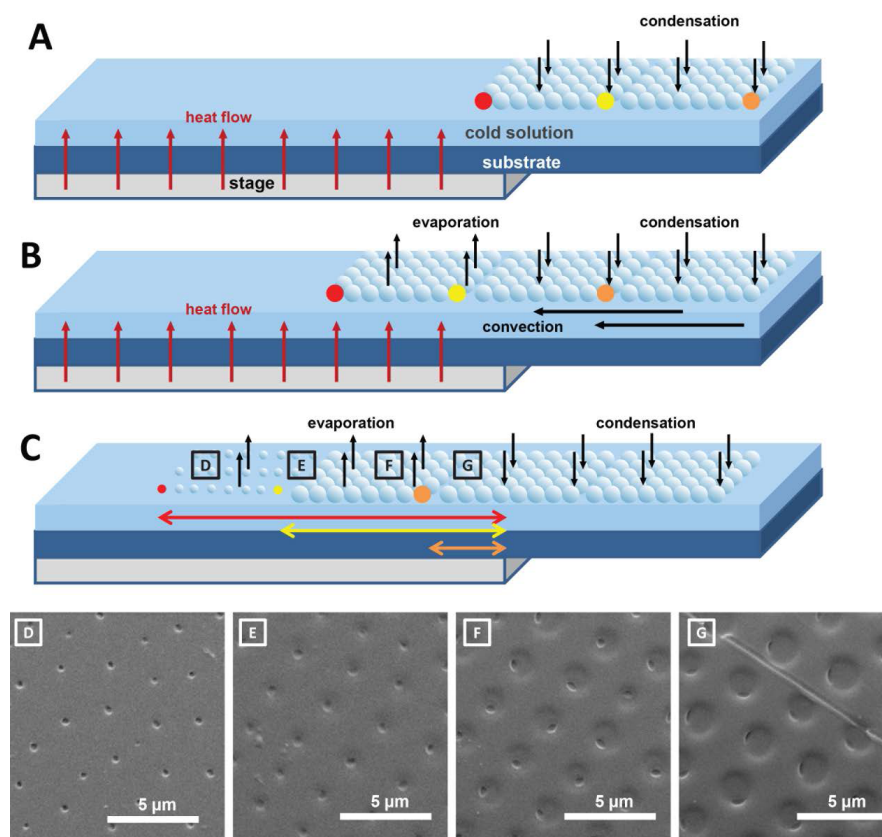 A
condensation
heat flow
cold solution
substrate
stage
B
evaporation
condensation
heat flow
convection
C
evaporation
condensation
D
E
F
G
D
E
F
G
5 µm
5 µm
5 µm
5 µm